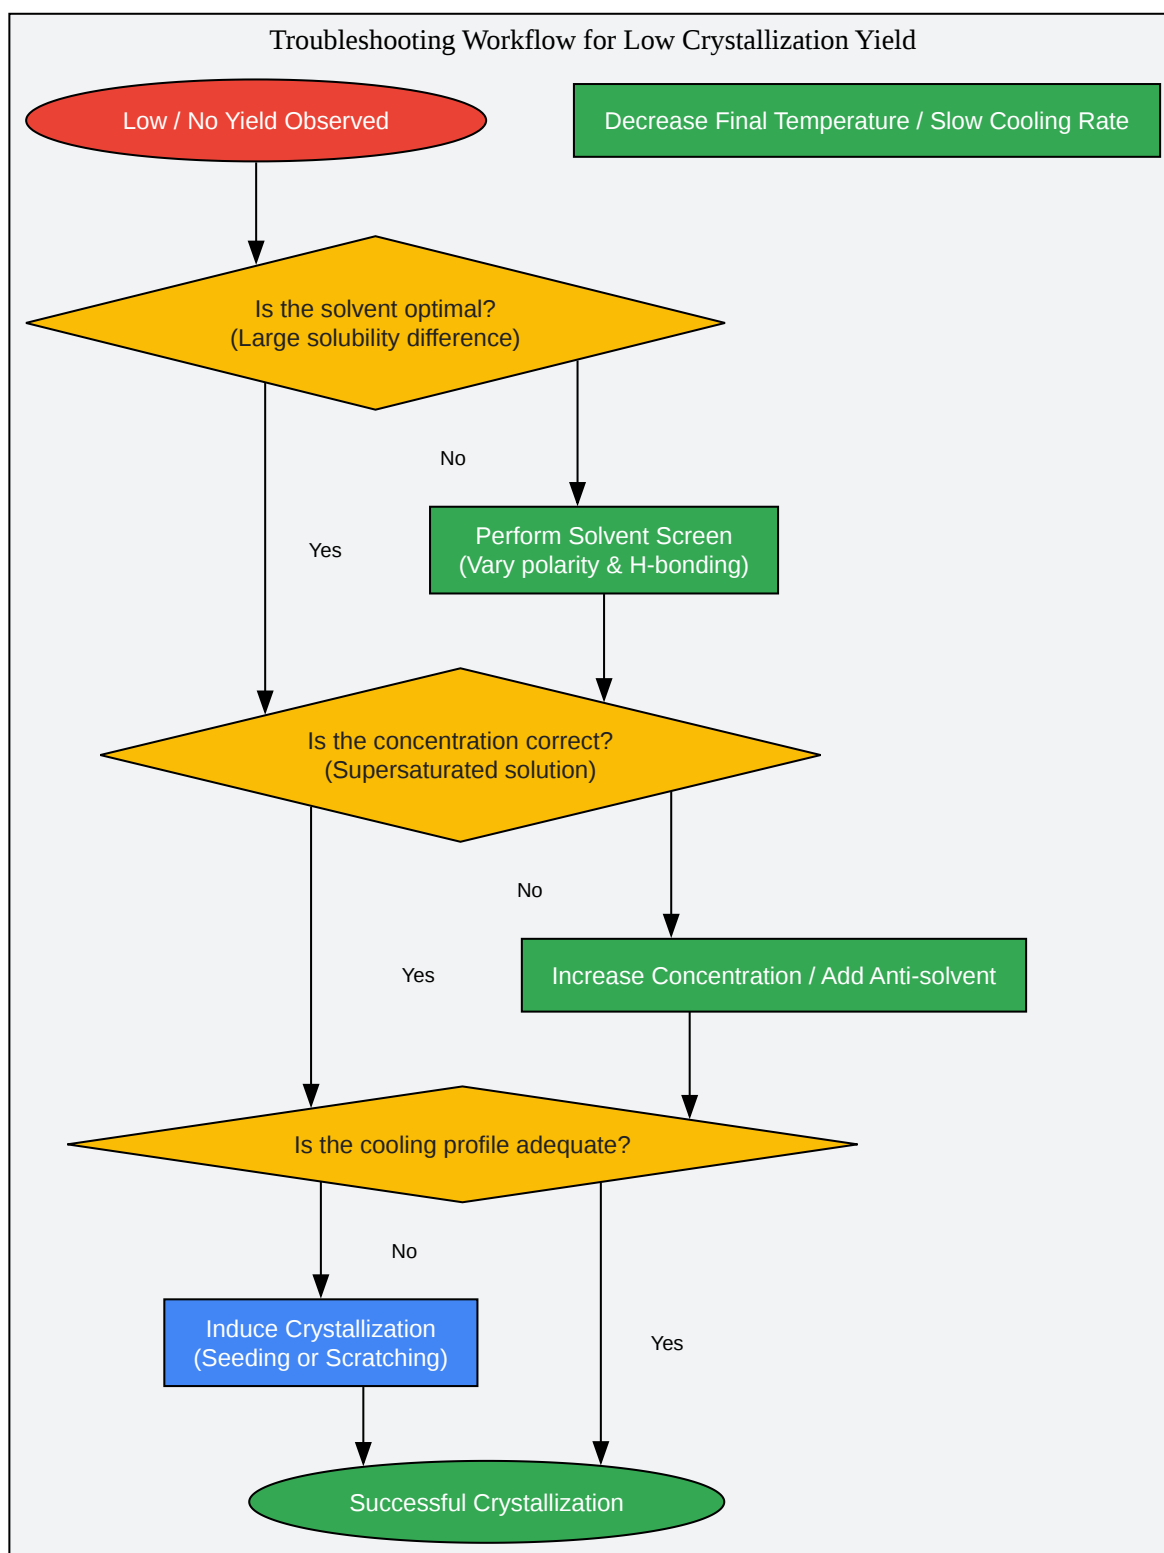 Troubleshooting Workflow for Low Crystallization Yield
Low / No Yield Observed
Decrease Final Temperature / Slow Cooling Rate
Is the solvent optimal?
(Large solubility difference)
No
Yes
Perform Solvent Screen
(Vary polarity & H-bonding)
Is the concentration correct?
(Supersaturated solution)
No
Yes
Increase Concentration / Add Anti-solvent
Is the cooling profile adequate?
No
Induce Crystallization
(Seeding or Scratching)
Yes
Successful Crystallization